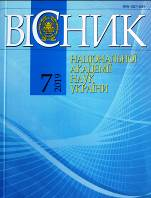 ВІСНИК
НАЦІОНАЛЬНОЇ
АКАДЕМІЇ
НАУК
УКРАЇНИ
7
2019